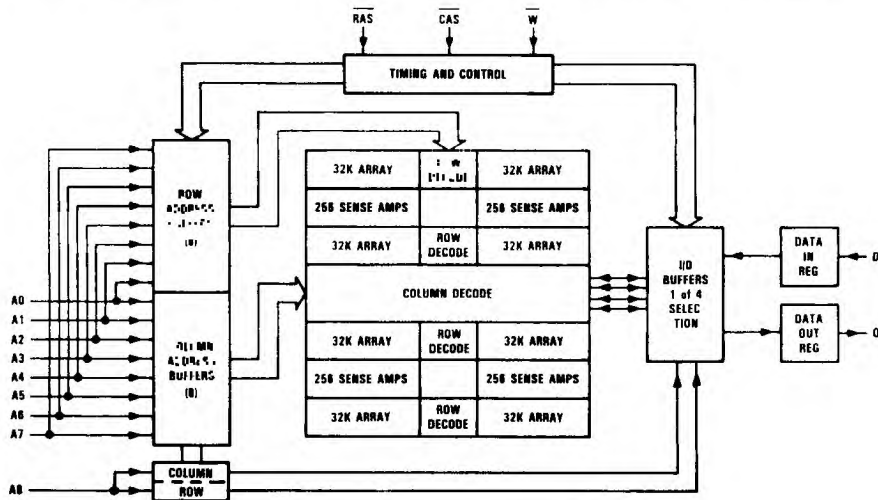 RAS CAS W
TIMING AND CONTROL
ROW
(8)
A0
A1
A2
A3
A4
A5
A6
A7
A8
BUFFERS
(8)
COLUMN
ROW
32K ARRAY 32K ARRAY
256 SENSE AMPS 256 SENSE AMPS
32K ARRAY ROW DECODE 32K ARRAY
COLUMN DECODE
32K ARRAY ROW DECODE 32K ARRAY
256 SENSE AMPS 256 SENSE AMPS
32K ARRAY ROW DECODE 32K ARRAY
I/O
BUFFERS
1 of 4
SELEC
TION
DATA
IN
REG
D
DATA
OUT
REG